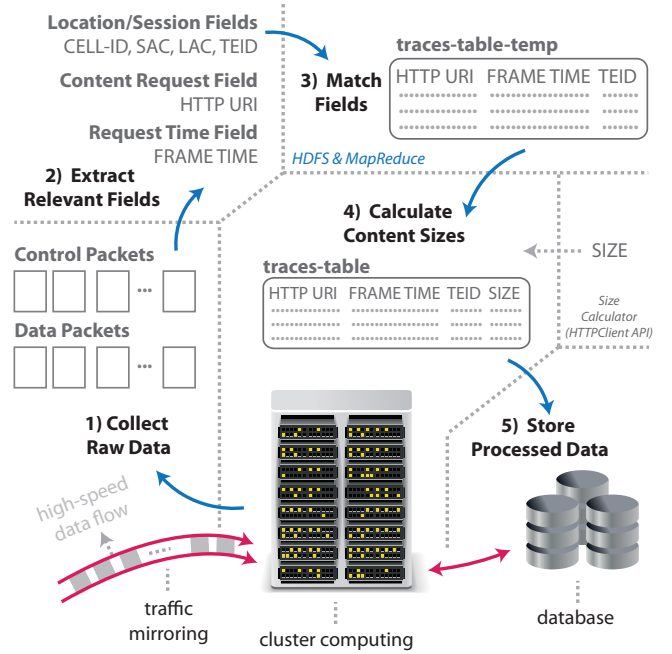 Location/Session Fields
CELL-ID, SAC, LAC, TEID
Content Request Field
HTTP URI
Request Time Field
FRAME TIME
2) Extract
Relevant Fields
3) Match
Fields
traces-table-temp
HTTP URI FRAME TIME TEID
HDFS & MapReduce
4) Calculate
Content Sizes
SIZE
Size
Calculator
(HTTPClient API)
traces-table
HTTP URI FRAME TIME TEID SIZE
Control Packets
...
Data Packets
...
1) Collect
Raw Data
5) Store
Processed Data
high-speed
data flow
traffic
mirroring
cluster computing
database